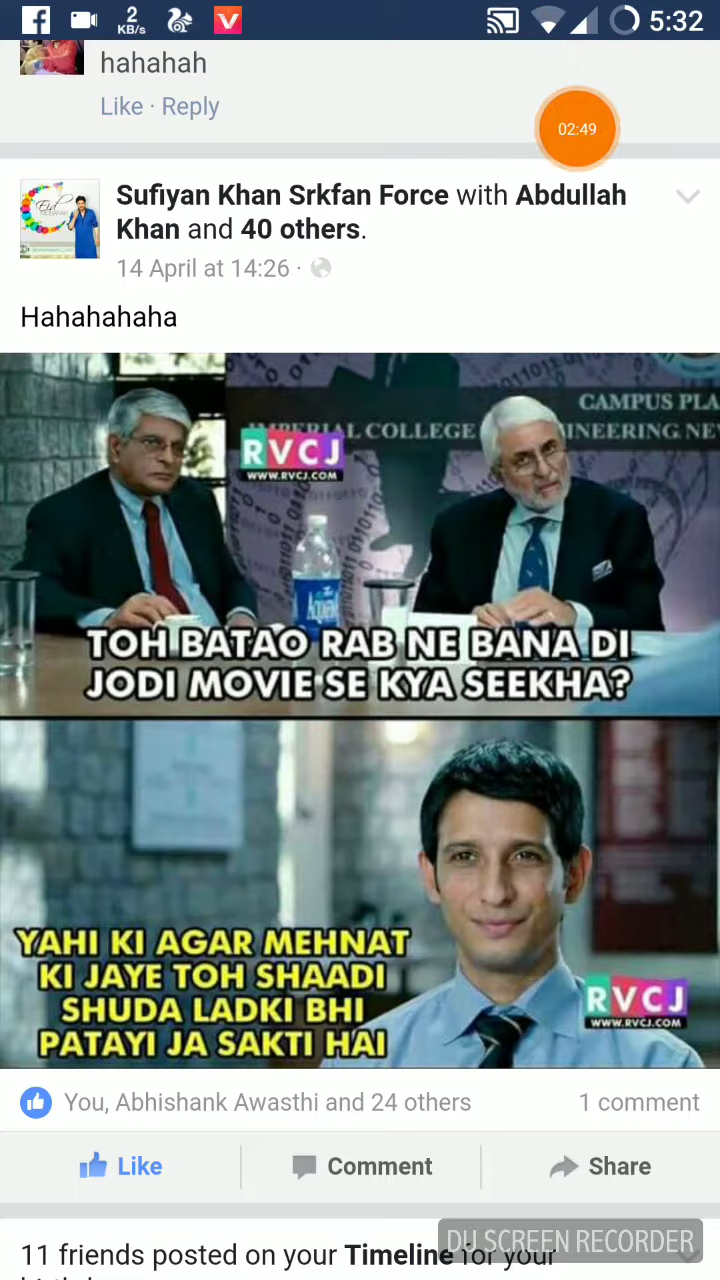 2
KB/s
5:32
hahahah
Like · Reply
02:49
Sufiyan Khan Srkfan Force with Abdullah
Khan and 40 others.
14 April at 14:26 ·
Eid
Hahahahaha
CAMPUS PLA
IMPERIAL COLLEGE
INEERING NE
RVCJ
WWW.RVCJ.COM
TOH BATAO RAB NE BANA DI
JODI MOVIE SE KYA SEEKHA?
YAHI KI AGAR MEHNAT
KI JAYE TOH SHAADI
SHUDA LADKI BHI
PATAYI JA SAKTI HAI
RVCJ
WWW.RVCJ.COM
You, Abhishank Awasthi and 24 others
1 comment
Like
Comment
Share
DU SCREEN RECORDER
11 friends posted on your Timeline for your